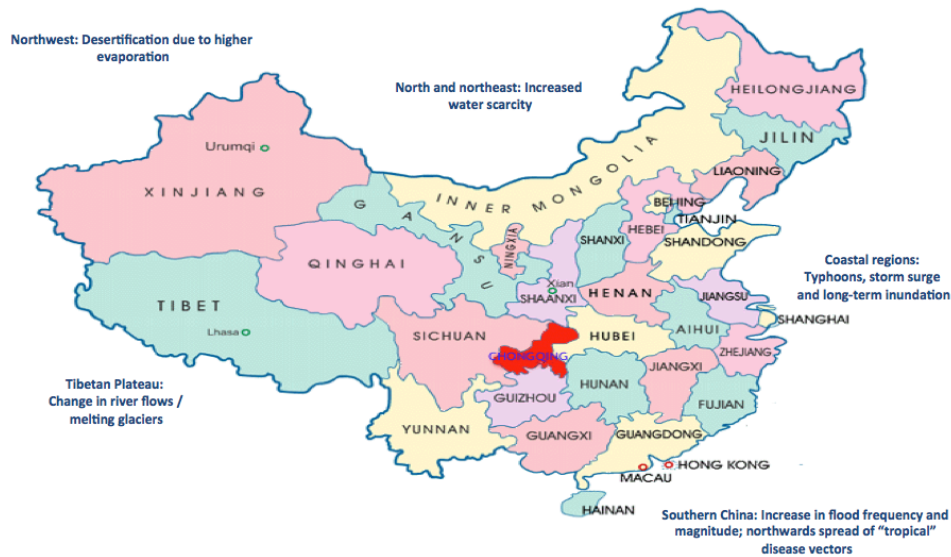 Northwest: Desertification due to higher
evaporation
North and northeast: Increased
water scarcity
HEILONGJIANG
JILIN
LIAONING
Urumqi
XINJIANG
INNER MONGOLIA
GANSU
NINGXIA
BEIJING
TIANJIN
HEBEI
SHANXI
SHANDONG
QINGHAI
Xian
SHAANXI
HENAN
JIANGSU
Coastal regions:
Typhoons, storm surge
and long-term inundation
TIBET
Lhasa
SICHUAN
CHONGQING
HUBEI
AIHUI
SHANGHAI
ZHEJIANG
Tibetan Plateau:
Change in river flows /
melting glaciers
GUIZHOU
HUNAN
JIANGXI
FUJIAN
YUNNAN
GUANGXI
GUANGDONG
HONG KONG
MACAU
HAINAN
Southern China: Increase in flood frequency and
magnitude; northwards spread of “tropical”
disease vectors